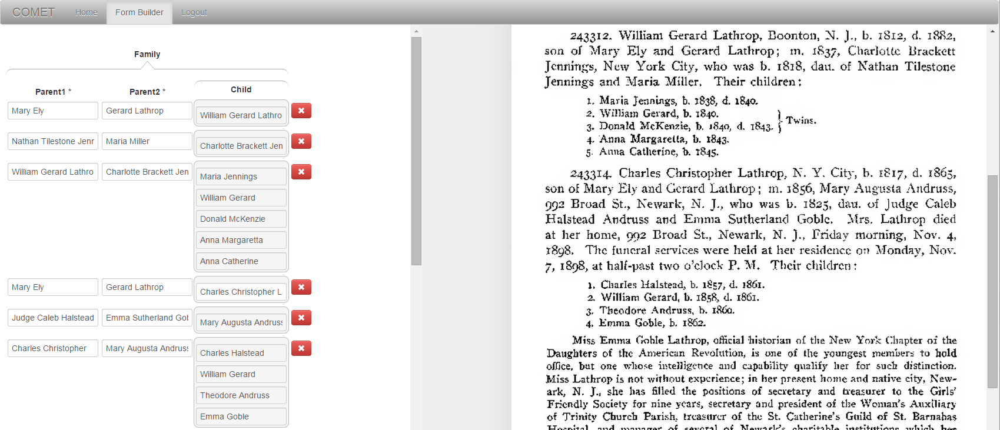 COMET Home Form Builder Logout
Family
Parent1 * Parent2 * Child
Mary Ely Gerard Lathrop William Gerard Lathro
Nathan Tilestone Jenr Maria Miller Charlotte Brackett Jen
William Gerard Lathro Charlotte Brackett Jen Maria Jennings
William Gerard
Donald McKenzie
Anna Margaretta
Anna Catherine
Mary Ely Gerard Lathrop Charles Christopher L
Judge Caleb Halstead Emma Sutherland Gob Mary Augusta Andruss
Charles Christopher Mary Augusta Andruss Charles Halstead
William Gerard
Theodore Andruss
Emma Goble
243312. William Gerard Lathrop, Boonton, N. J., b. 1812, d. 1882,
son of Mary Ely and Gerard Lathrop; m. 1837, Charlotte Brackett
Jennings, New York City, who was b. 1818, dau. of Nathan Tilestone
Jennings and Maria Miller. Their children:
1. Maria Jennings, b. 1838, d. 1840.
2. William Gerard, b. 1840.
3. Donald McKenzie, b. 1840, d. 1843. } Twins.
4. Anna Margaretta, b. 1843.
5. Anna Catherine, b. 1845.
243314. Charles Christopher Lathrop, N. Y. City, b. 1817, d. 1865,
son of Mary Ely and Gerard Lathrop; m. 1856, Mary Augusta Andruss,
992 Broad St., Newark, N. J., who was b. 1825, dau. of Judge Caleb
Halstead Andruss and Emma Sutherland Goble. Mrs. Lathrop died
at her home, 992 Broad St., Newark, N. J., Friday morning, Nov. 4,
1898. The funeral services were held at her residence on Monday, Nov.
7, 1898, at half-past two o'clock P. M. Their children:
1. Charles Halstead, b. 1857, d. 1861.
2. William Gerard, b. 1858, d. 1861.
3. Theodore Andruss, b. 1860.
4. Emma Goble, b. 1862.
Miss Emma Goble Lathrop, official historian of the New York Chapter of the
Daughters of the American Revolution, is one of the youngest members to hold
office, but one whose intelligence and capability qualify her for such distinction.
Miss Lathrop is not without experience; in her present home and native city, New-
ark, N. J., she has filled the positions of secretary and treasurer to the Girls'
Friendly Society for nine years, secretary and president of the Woman's Auxiliary
of Trinity Church Parish, treasurer of the St. Catherine's Guild of St. Barnabas
Hospital, and manager of several of Newark's charitable institutions which her